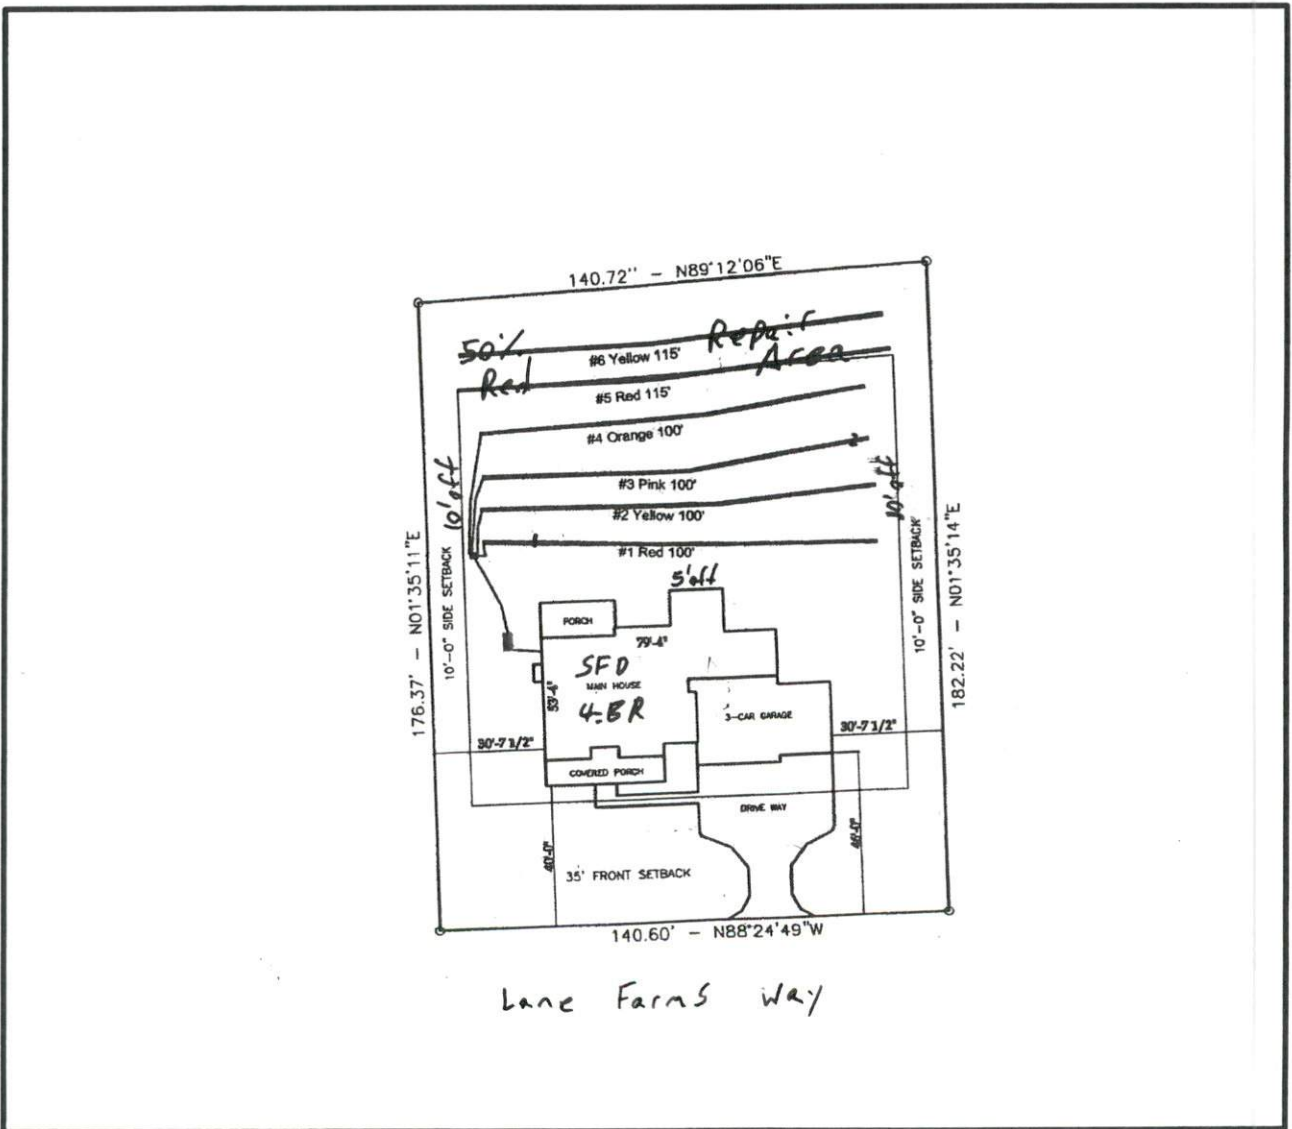 140.72'' - N89°12'06"E
50%
Red
Repair
Area
#6 Yellow 115'
#5 Red 115'
#4 Orange 100'
#3 Pink 100'
#2 Yellow 100'
#1 Red 100'
10' off
10' off
5' off
176.37' - N01°35'11"E
10'-0" SIDE SETBACK
10'-0" SIDE SETBACK
182.22' - N01°35'14"E
PORCH
79'-4"
SFD
MAIN HOUSE
4-BR
53'-4"
3-CAR GARAGE
30'-7 1/2"
30'-7 1/2"
COVERED PORCH
DRIVE WAY
40'-0"
46'-0"
35' FRONT SETBACK
140.60' - N88°24'49"W
Lane Farms Way